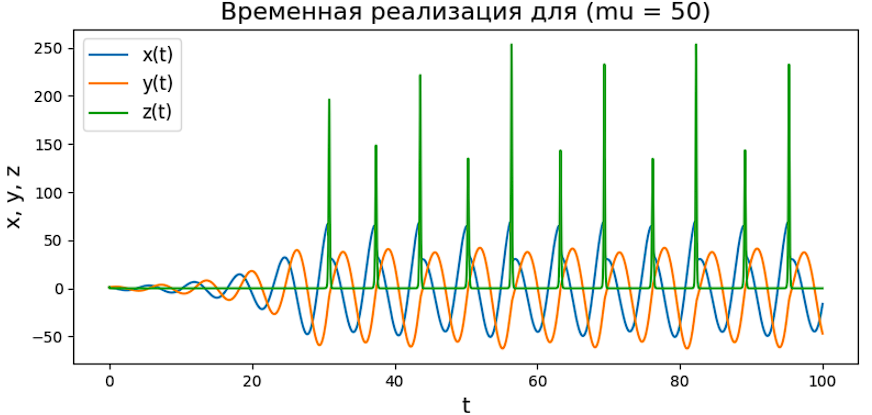 Временная реализация для (mu = 50)
x(t)
y(t)
z(t)
250
200
150
100
50
0
−50
x, y, z
0 20 40 60 80 100
t